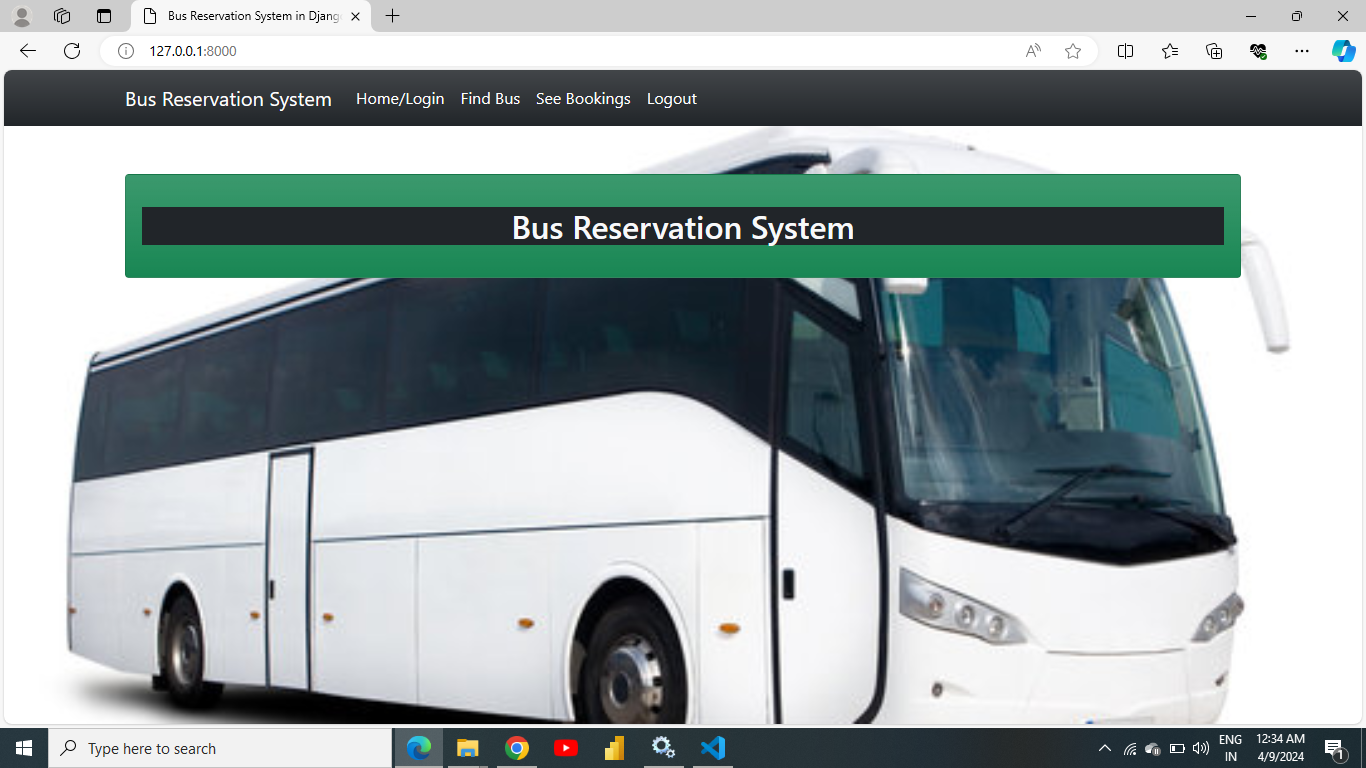 Bus Reservation System in Djang
127.0.0.1:8000
Bus Reservation System Home/Login Find Bus See Bookings Logout
Bus Reservation System
Type here to search
ENG
IN
12:34 AM
4/9/2024
1